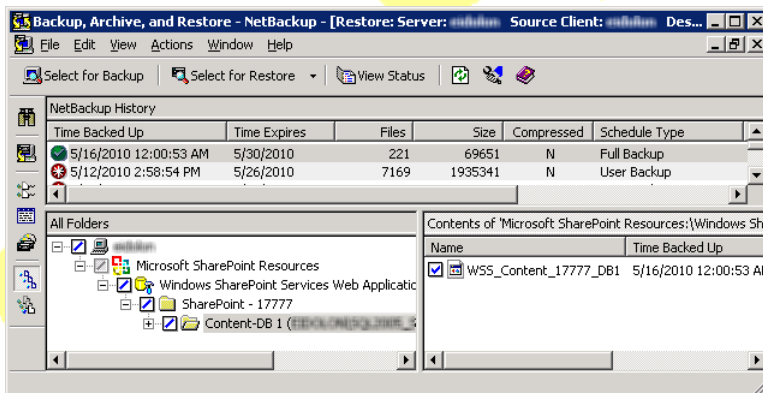 Backup, Archive, and Restore - NetBackup - [Restore: Server: Source Client: Des...
File Edit View Actions Window Help
Select for Backup Select for Restore View Status
NetBackup History
Time Backed Up Time Expires Files Size Compressed Schedule Type
5/16/2010 12:00:53 AM 5/30/2010 221 69651 N Full Backup
5/12/2010 2:58:54 PM 5/26/2010 7169 1935341 N User Backup
All Folders
Contents of 'Microsoft SharePoint Resources:\Windows Sh
Name Time Backed Up
Microsoft SharePoint Resources
WSS_Content_17777_DB1 5/16/2010 12:00:53 AM
Windows SharePoint Services Web Applicatic
SharePoint - 17777
Content-DB 1 (